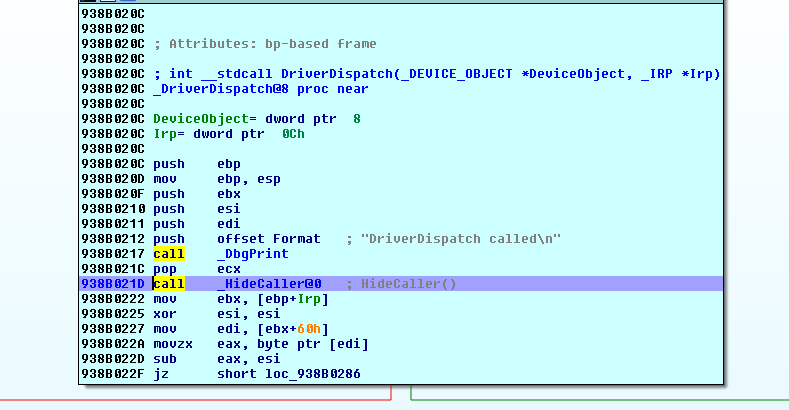 938B020C
938B020C
938B020C ; Attributes: bp-based frame
938B020C
938B020C ; int __stdcall DriverDispatch(_DEVICE_OBJECT *DeviceObject, _IRP *Irp)
938B020C _DriverDispatch@8 proc near
938B020C
938B020C DeviceObject= dword ptr  8
938B020C Irp= dword ptr  0Ch
938B020C
938B020C push    ebp
938B020D mov     ebp, esp
938B020F push    ebx
938B0210 push    esi
938B0211 push    edi
938B0212 push    offset Format   ; "DriverDispatch called\n"
938B0217 call    _DbgPrint
938B021C pop     ecx
938B021D call    _HideCaller@0   ; HideCaller()
938B0222 mov     ebx, [ebp+Irp]
938B0225 xor     esi, esi
938B0227 mov     edi, [ebx+60h]
938B022A movzx   eax, byte ptr [edi]
938B022D sub     eax, esi
938B022F jz      short loc_938B0286